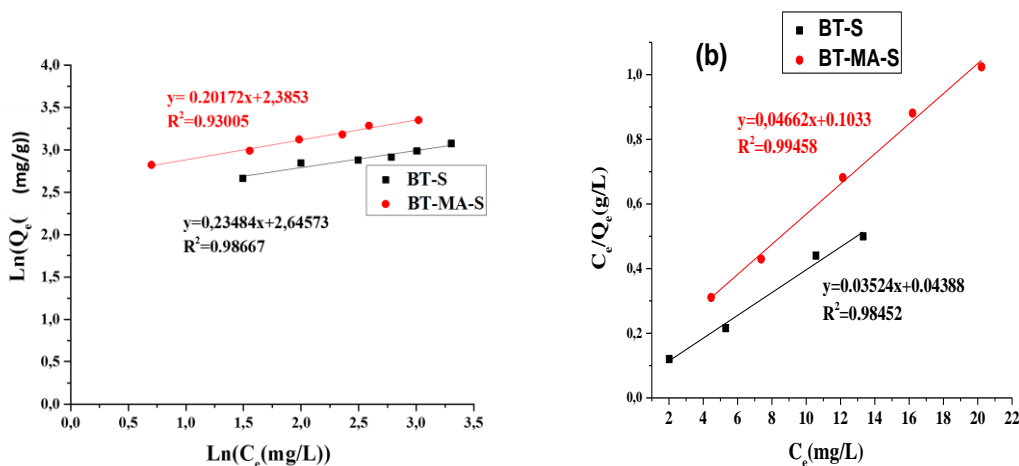 y= 0.20172x+2,3853
R²=0.93005
BT-S
BT-MA-S
y=0,23484x+2,64573
R²=0.98667
Ln(Qe( (mg/g))
4,0
3,5
3,0
2,5
2,0
1,5
1,0
0,5
0,0
0,0 0,5 1,0 1,5 2,0 2,5 3,0 3,5
Ln(Ce(mg/L))
(b)
BT-S
BT-MA-S
y=0,04662x+0.1033
R²=0.99458
y=0.03524x+0.04388
R²=0.98452
Ce/Qe(g/L)
1,0
0,8
0,6
0,4
0,2
0,0
2 4 6 8 10 12 14 16 18 20 22
Ce(mg/L)